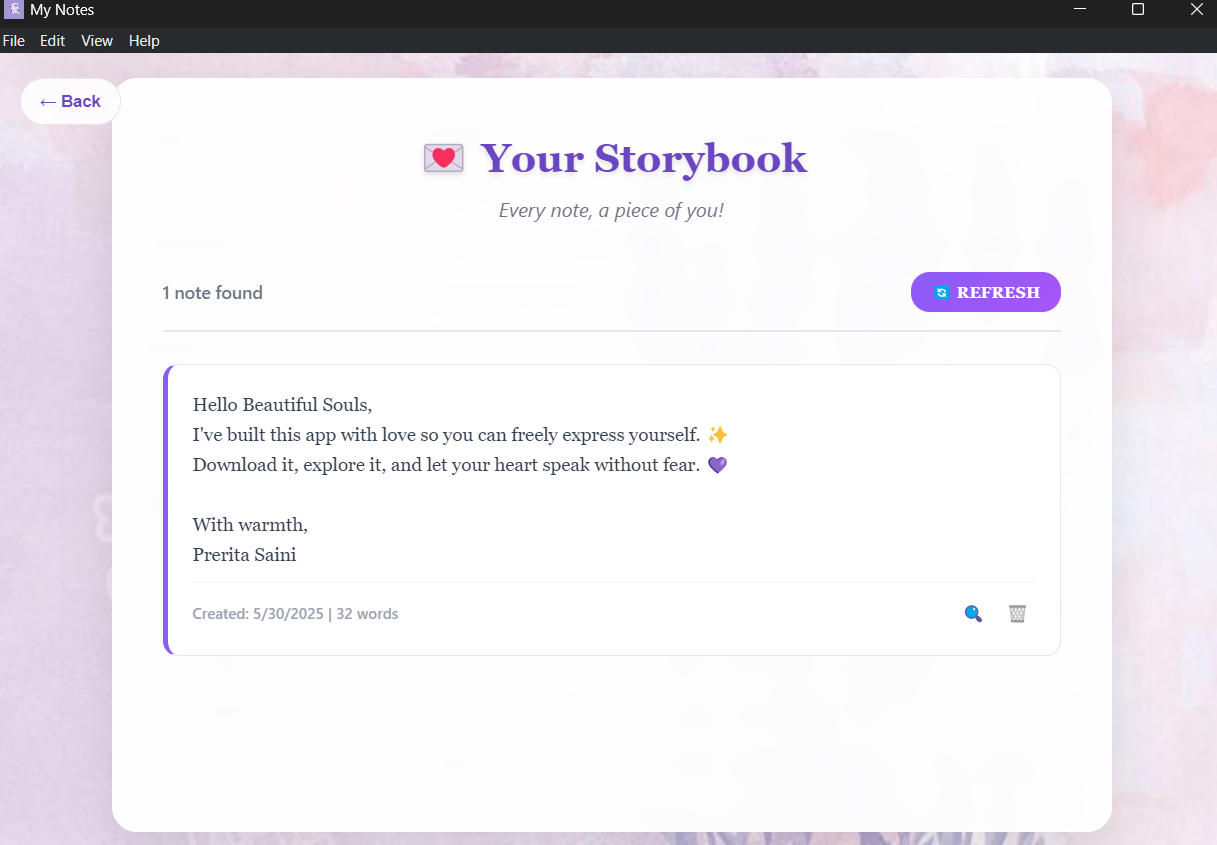 My Notes
File Edit View Help
← Back
💌 Your Storybook
Every note, a piece of you!
1 note found
🔄 REFRESH
Hello Beautiful Souls,
I've built this app with love so you can freely express yourself. ✨
Download it, explore it, and let your heart speak without fear. 💜
With warmth,
Prerita Saini
Created: 5/30/2025 | 32 words